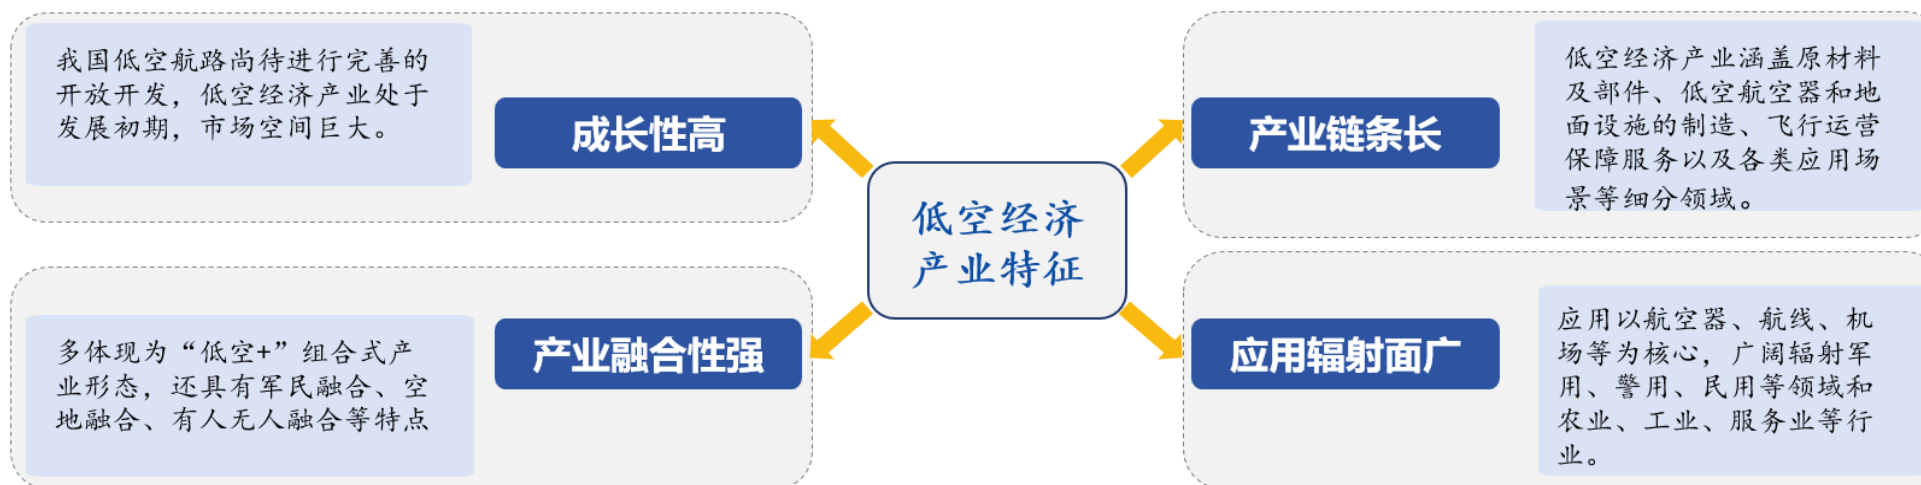 我国低空航路尚待进行完善的
开放开发，低空经济产业处于
发展初期，市场空间巨大。
成长性高
产业链条长
低空经济产业涵盖原材料
及部件、低空航空器和地
面设施的制造、飞行运营
保障服务以及各类应用场
景等细分领域。
低空经济
产业特征
多体现为“低空+”组合式产
业形态，还具有军民融合、空
地融合、有人无人融合等特点
产业融合性强
应用辐射面广
应用以航空器、航线、机
场等为核心，广阔辐射军
用、警用、民用等领域和
农业、工业、服务业等行
业。